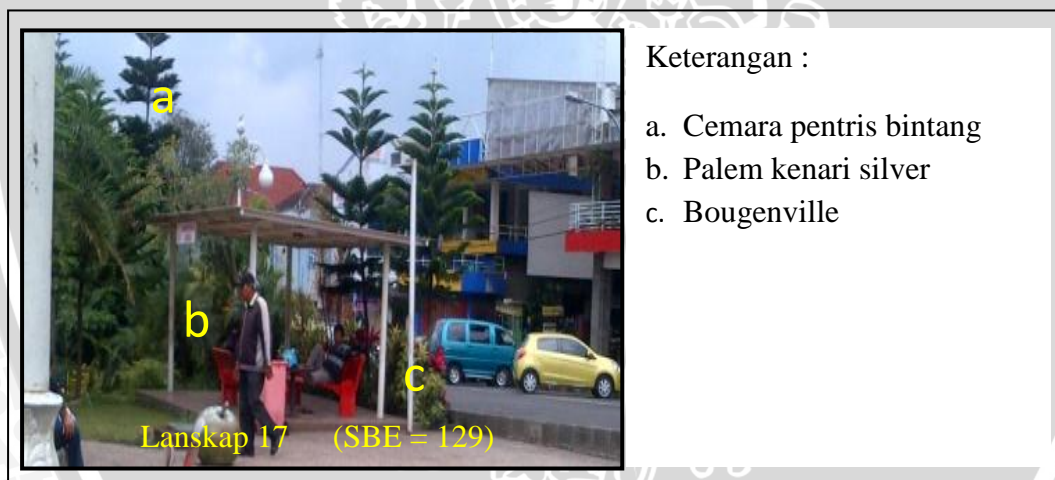 a
b
c
Lanskap 17 (SBE = 129)
Keterangan :
a. Cemara pentris bintang
b. Palem kenari silver
c. Bougenville